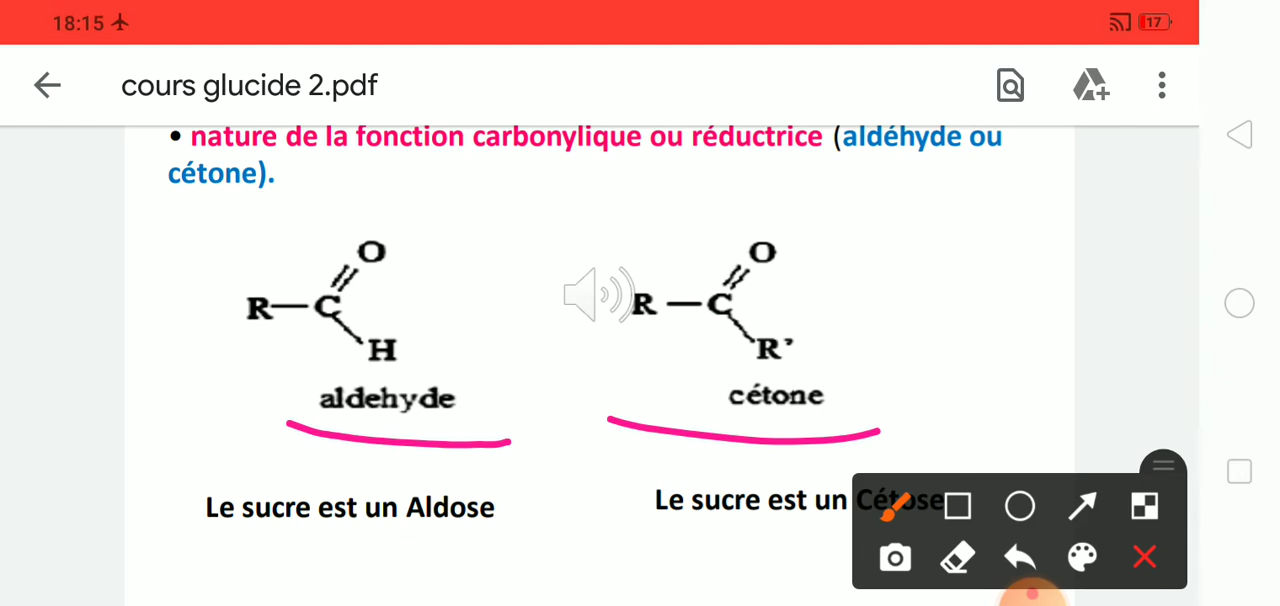 18:15
17
cours glucide 2.pdf
• nature de la fonction carbonylique ou réductrice (aldéhyde ou
cétone).
O
R—C
H
aldehyde
O
R—C
R’
cétone
Le sucre est un Aldose
Le sucre est un Cétose